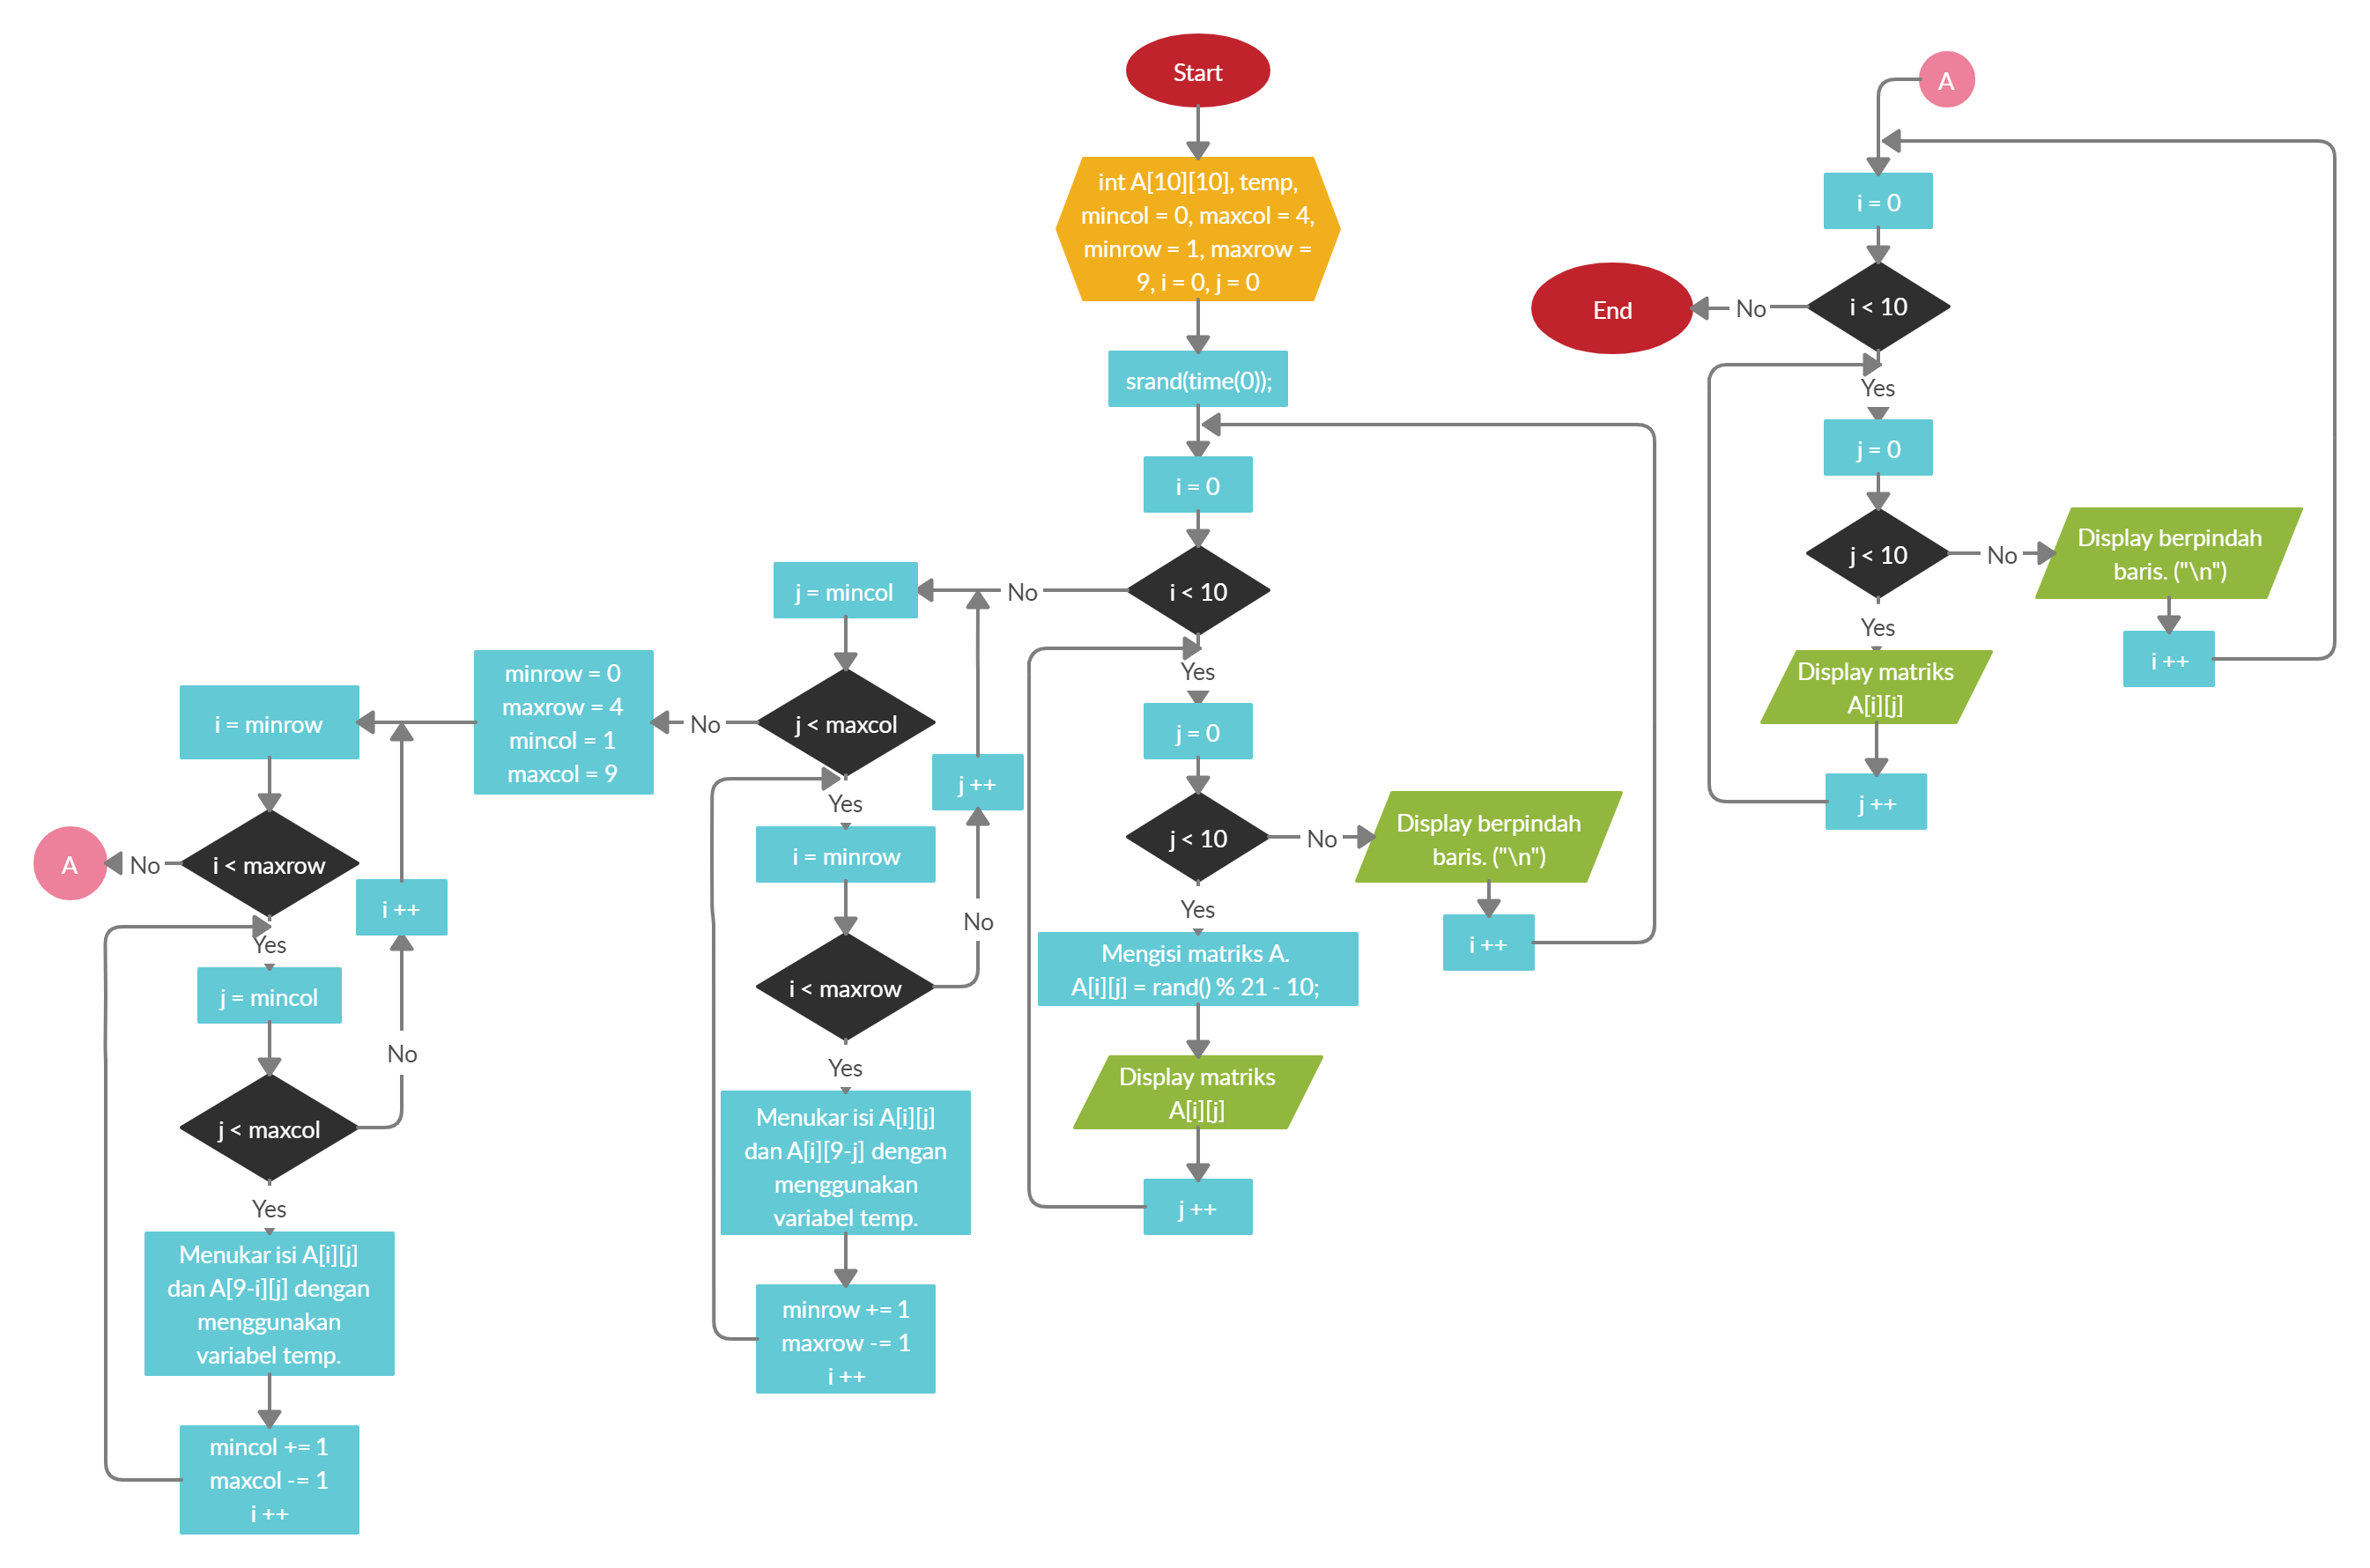 Start
int A[10][10], temp,
mincol = 0, maxcol = 4,
minrow = 1, maxrow =
9, i = 0, j = 0
srand(time(0));
i = 0
i < 10
No
Yes
j = 0
j < 10
No
Display berpindah
baris. ("\n")
i ++
Yes
Mengisi matriks A.
A[i][j] = rand() % 21 - 10;
Display matriks
A[i][j]
j ++
j = mincol
j < maxcol
No
Yes
i = minrow
i < maxrow
No
j ++
Yes
Menukar isi A[i][j]
dan A[i][9-j] dengan
menggunakan
variabel temp.
minrow += 1
maxrow -= 1
i ++
minrow = 0
maxrow = 4
mincol = 1
maxcol = 9
i = minrow
i < maxrow
No
A
Yes
j = mincol
j < maxcol
No
i ++
Yes
Menukar isi A[i][j]
dan A[9-i][j] dengan
menggunakan
variabel temp.
mincol += 1
maxcol -= 1
i ++
A
i = 0
i < 10
No
End
Yes
j = 0
j < 10
No
Display berpindah
baris. ("\n")
i ++
Yes
Display matriks
A[i][j]
j ++